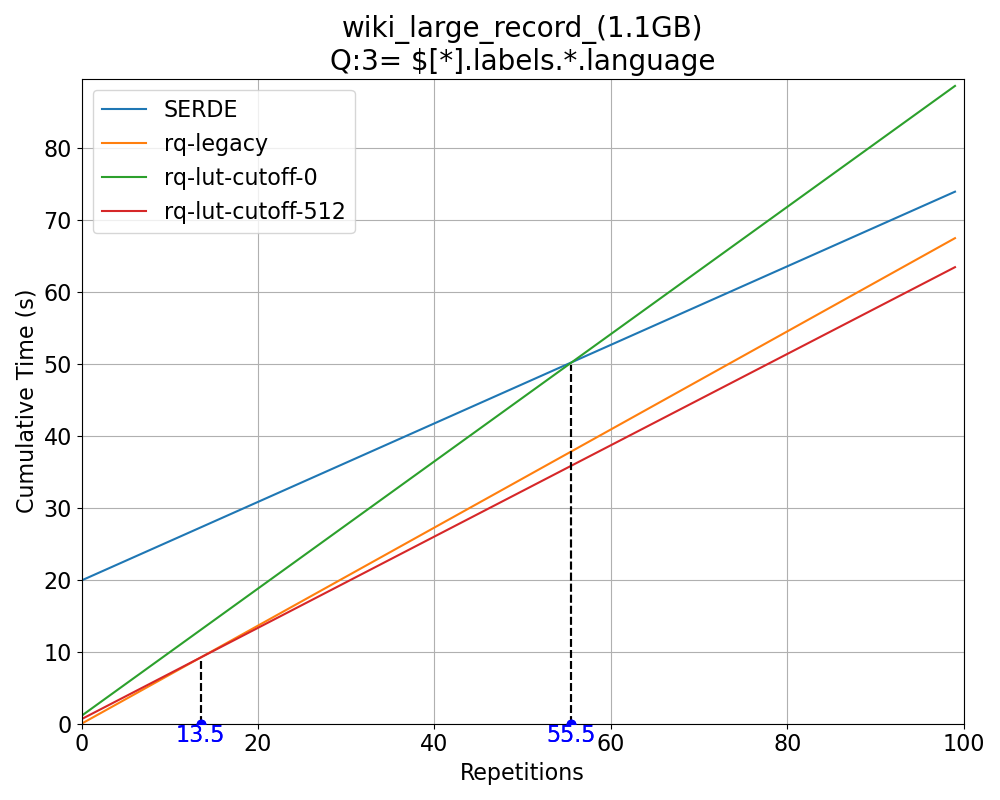 wiki_large_record_(1.1GB)
Q:3= $[*].labels.*.language
SERDE
rq-legacy
rq-lut-cutoff-0
rq-lut-cutoff-512
Cumulative Time (s)
80
70
60
50
40
30
20
10
0
13.5
55.5
0
20
40
60
80
100
Repetitions